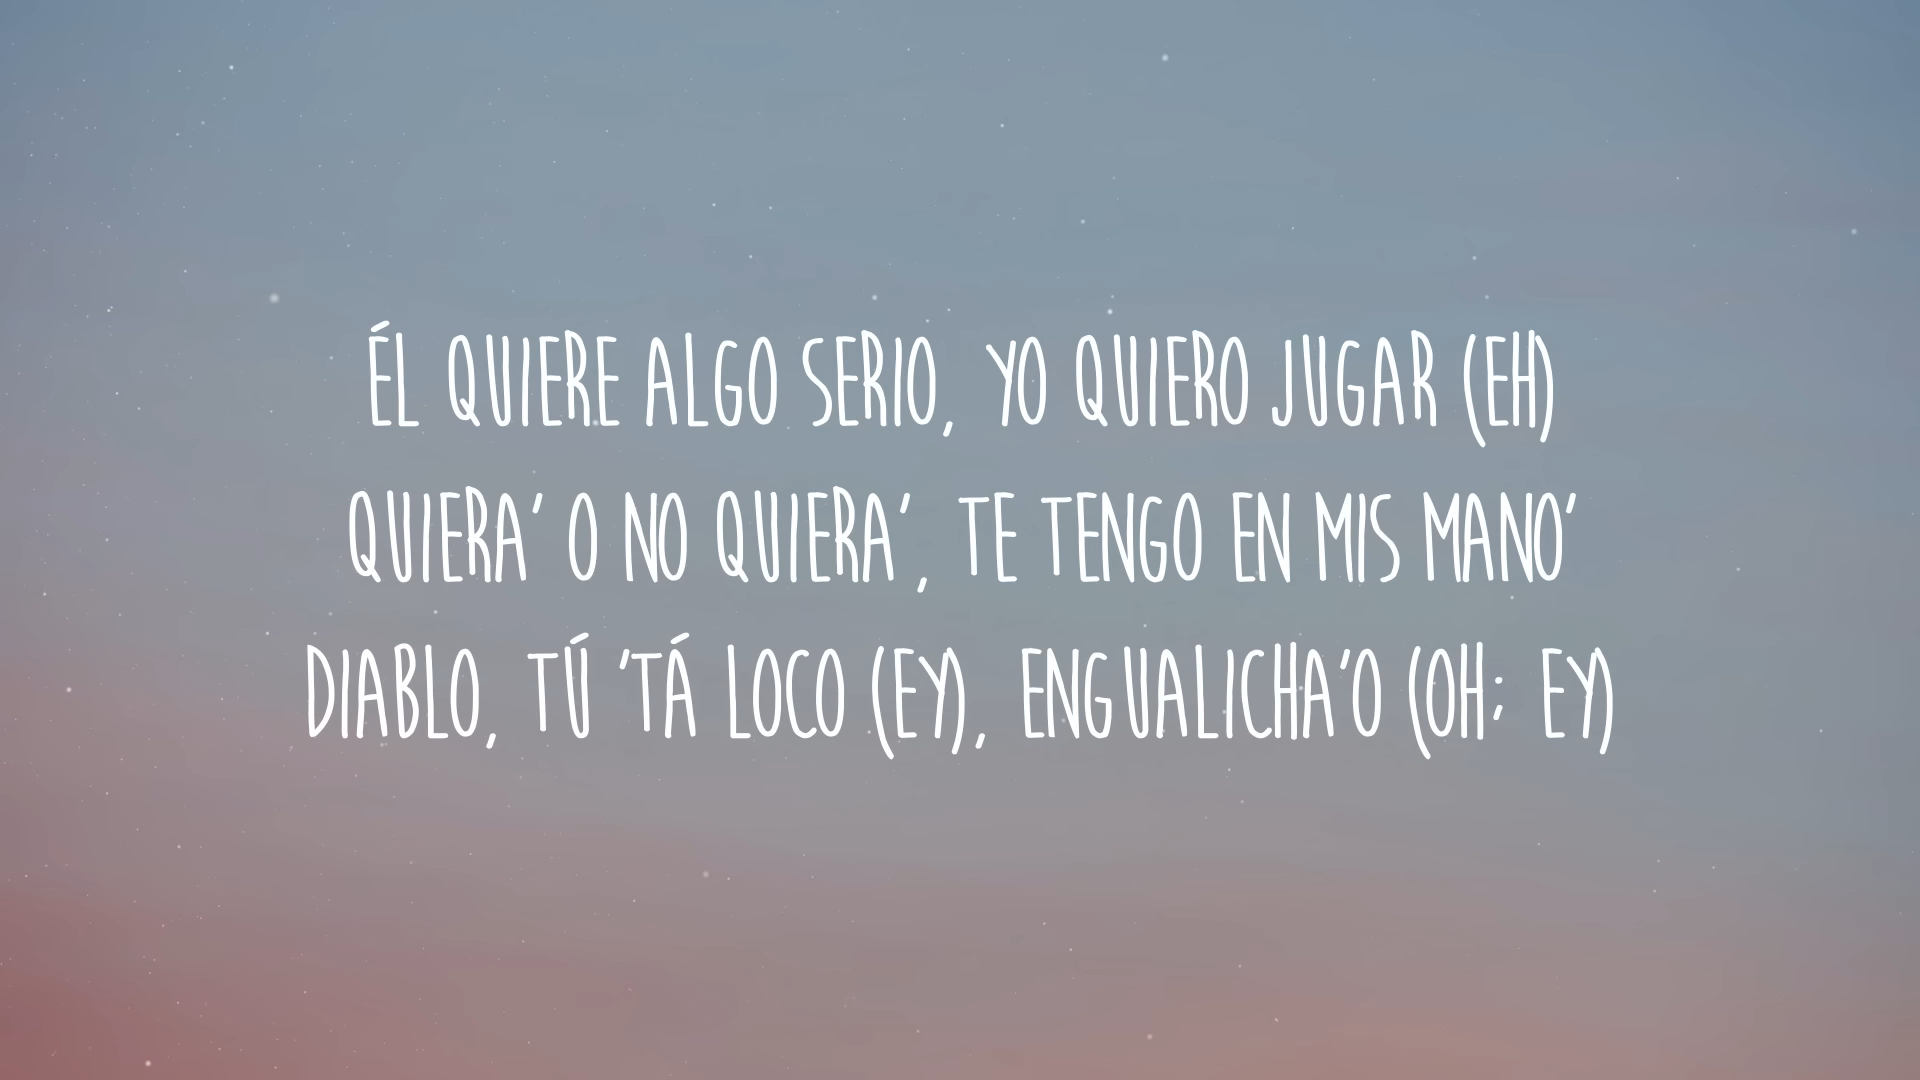 ÉL QUIERE ALGO SERIO, YO QUIERO JUGAR (EH)
QUIERA' O NO QUIERA', TE TENGO EN MIS MANO'
DIABLO, TÚ 'TÁ LOCO (EY), ENGUALICHA'O (OH; EY)